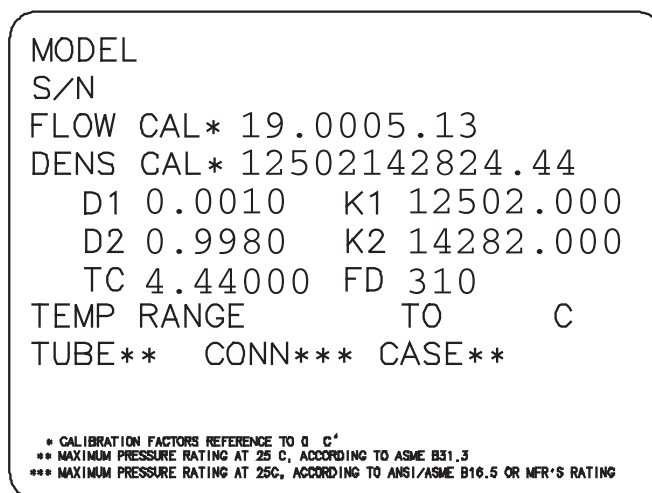 MODEL
S/N
FLOW CAL* 19.0005.13
DENS CAL* 12502142824.44
D1 0.0010 K1 12502.000
D2 0.9980 K2 14282.000
TC 4.44000 FD 310
TEMP RANGE TO C
TUBE** CONN*** CASE**
* CALIBRATION FACTORS REFERENCE TO 0 C
** MAXIMUM PRESSURE RATING AT 25 C, ACCORDING TO ASME B31.3
*** MAXIMUM PRESSURE RATING AT 25C, ACCORDING TO ANSI/ASME B16.5 OR MFR'S RATING